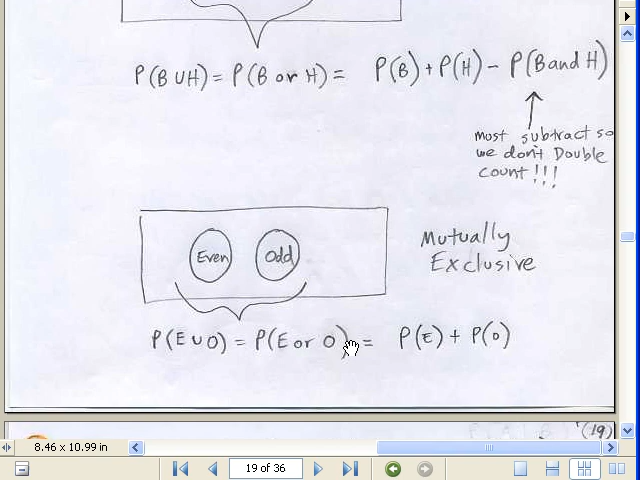 P(B U H) = P(B or H) = P(B) + P(H) - P(B and H)
Must subtract so
we don't Double
count!!!
Even Odd
Mutually
Exclusive
P(E U O) = P(E or O) = P(E) + P(O)
(19)
8.46 x 10.99 in
19 of 36